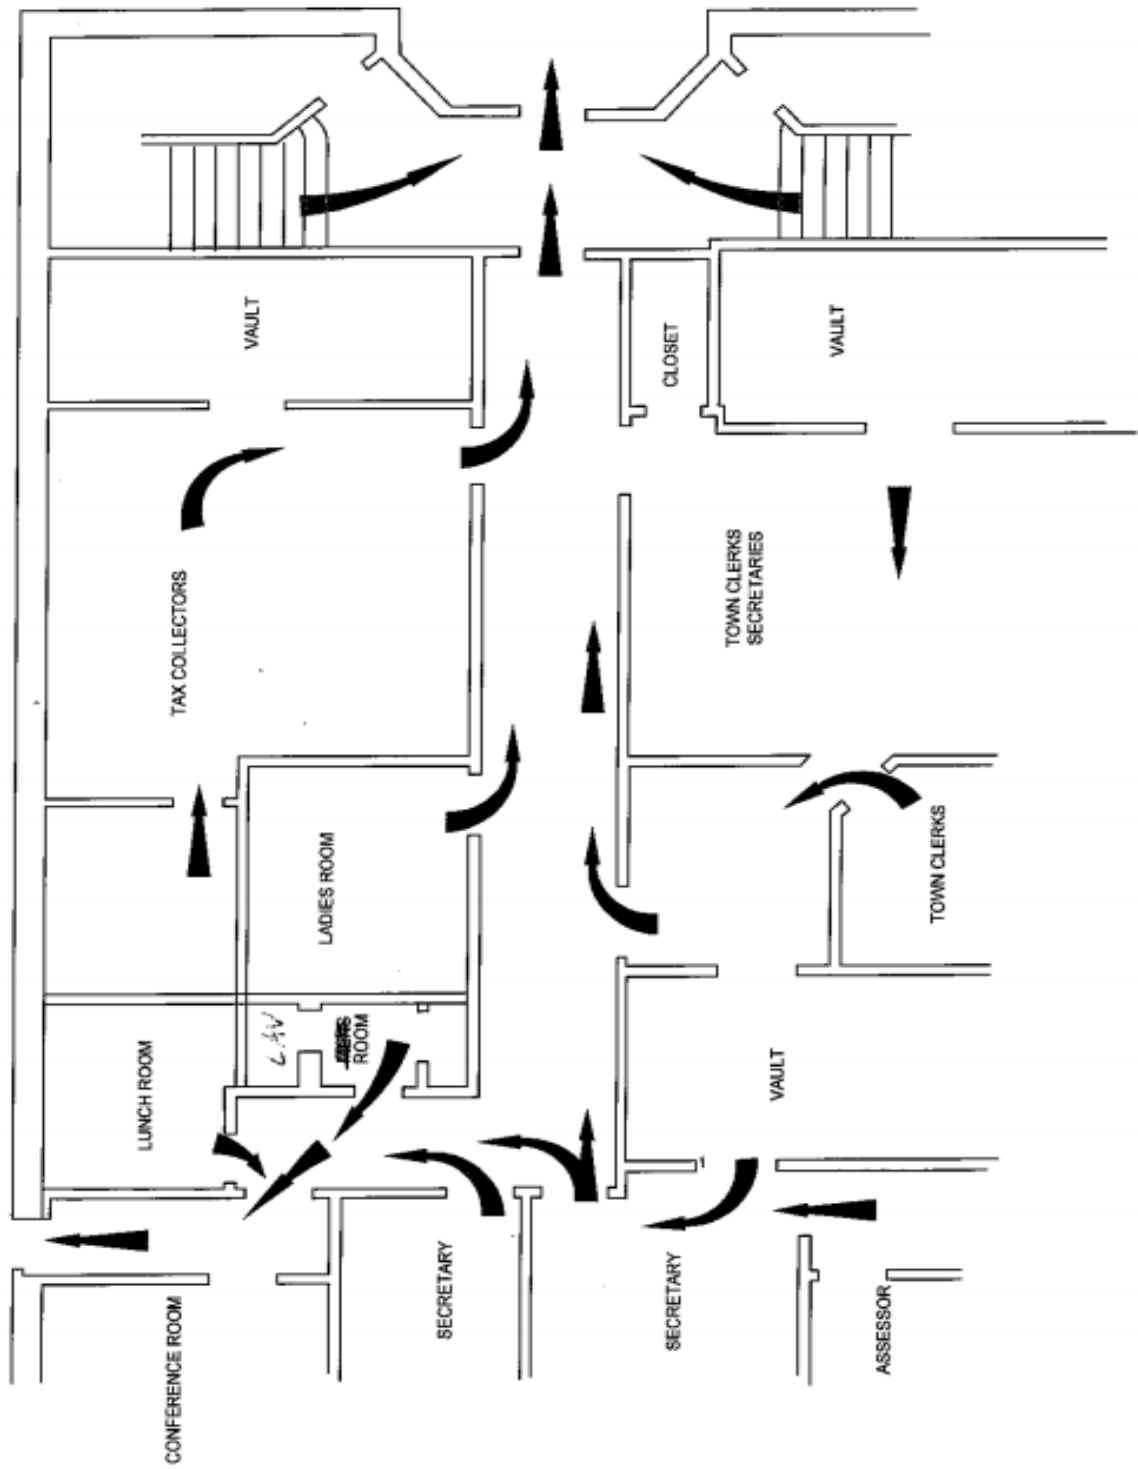 VAULT
CLOSET
VAULT
TAX COLLECTORS
TOWN CLERKS
SECRETARIES
LADIES ROOM
TOWN CLERKS
LAV
ROOM
LUNCH ROOM
VAULT
CONFERENCE ROOM
SECRETARY
SECRETARY
ASSESSOR